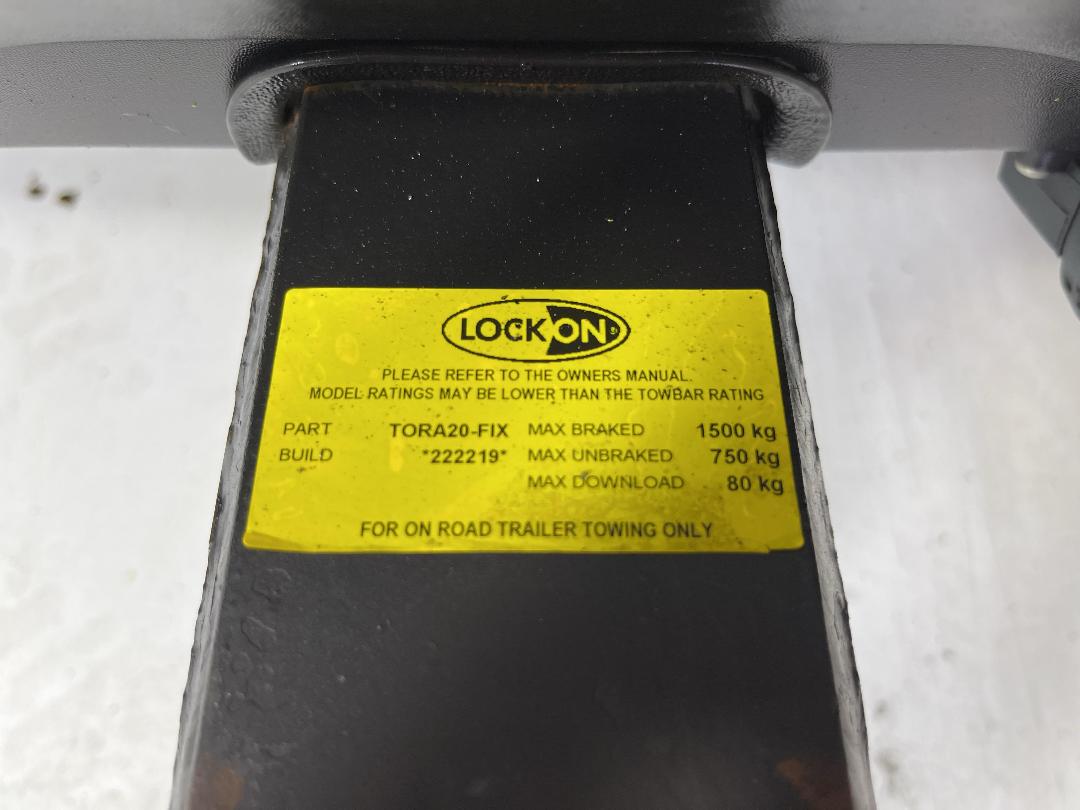 LOCKON
PLEASE REFER TO THE OWNERS MANUAL.
MODEL RATINGS MAY BE LOWER THAN THE TOWBAR RATING
PART TORA20-FIX MAX BRAKED 1500 kg
BUILD *222219* MAX UNBRAKED 750 kg
MAX DOWNLOAD 80 kg
FOR ON ROAD TRAILER TOWING ONLY